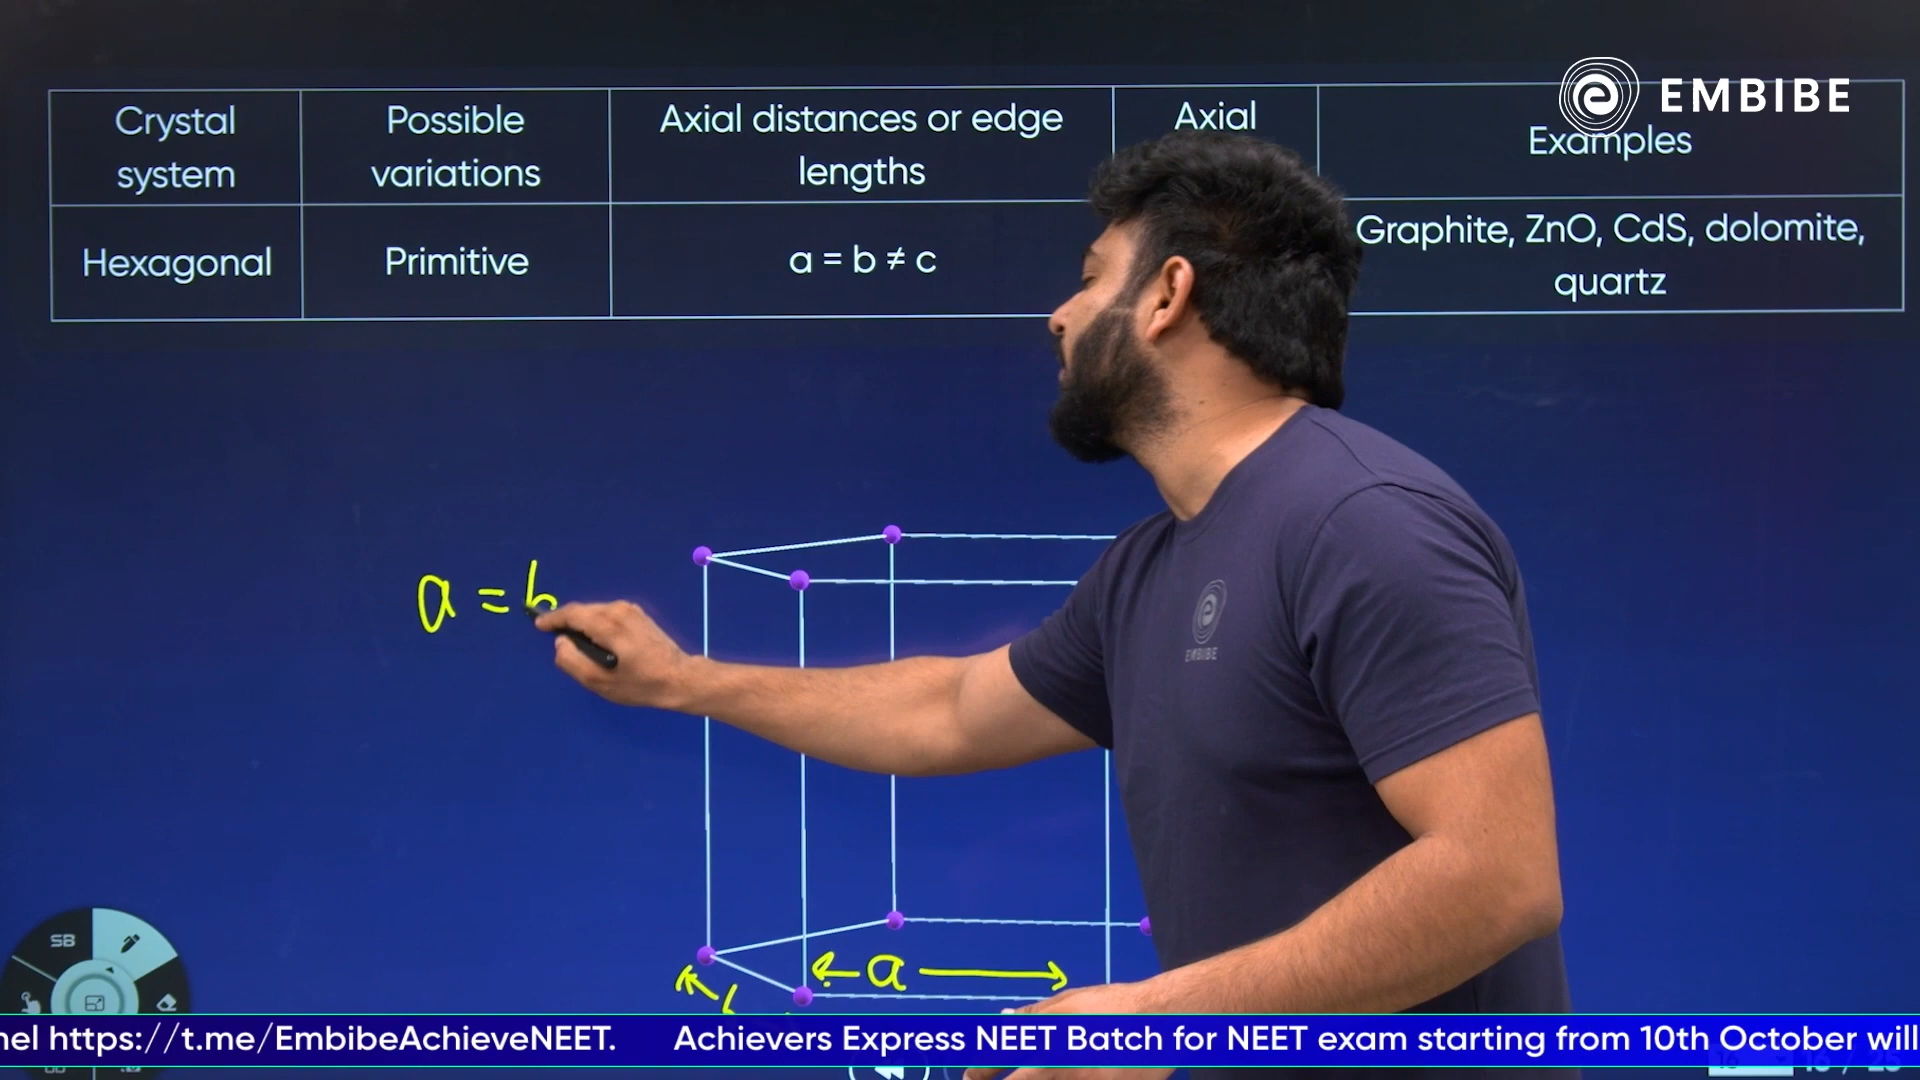 EMBIBE
Crystal system
Possible variations
Axial distances or edge lengths
Axial
Examples
Hexagonal
Primitive
a = b ≠ c
Graphite, ZnO, CdS, dolomite, quartz
a = b
EMBIBE
a
b
SB
nel https://t.me/EmbibeAchieveNEET. Achievers Express NEET Batch for NEET exam starting from 10th October will